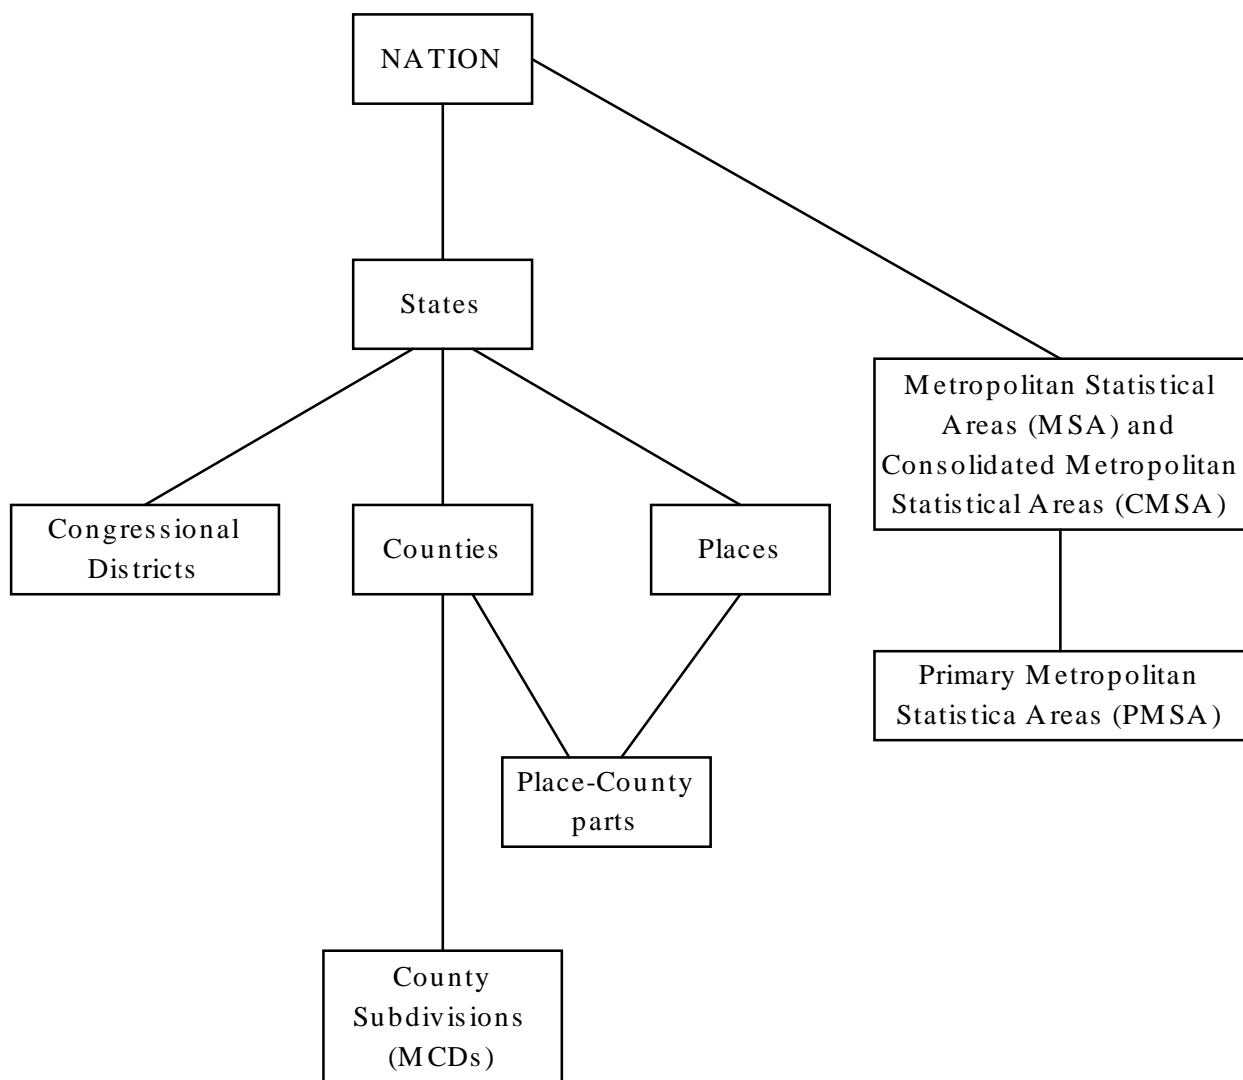 NATION
States
Metropolitan Statistical
Areas (MSA) and
Consolidated Metropolitan
Statistical Areas (CMSA)
Congressional
Districts
Counties
Places
Primary Metropolitan
Statistica Areas (PMSA)
Place-County
parts
County
Subdivisions
(MCDs)